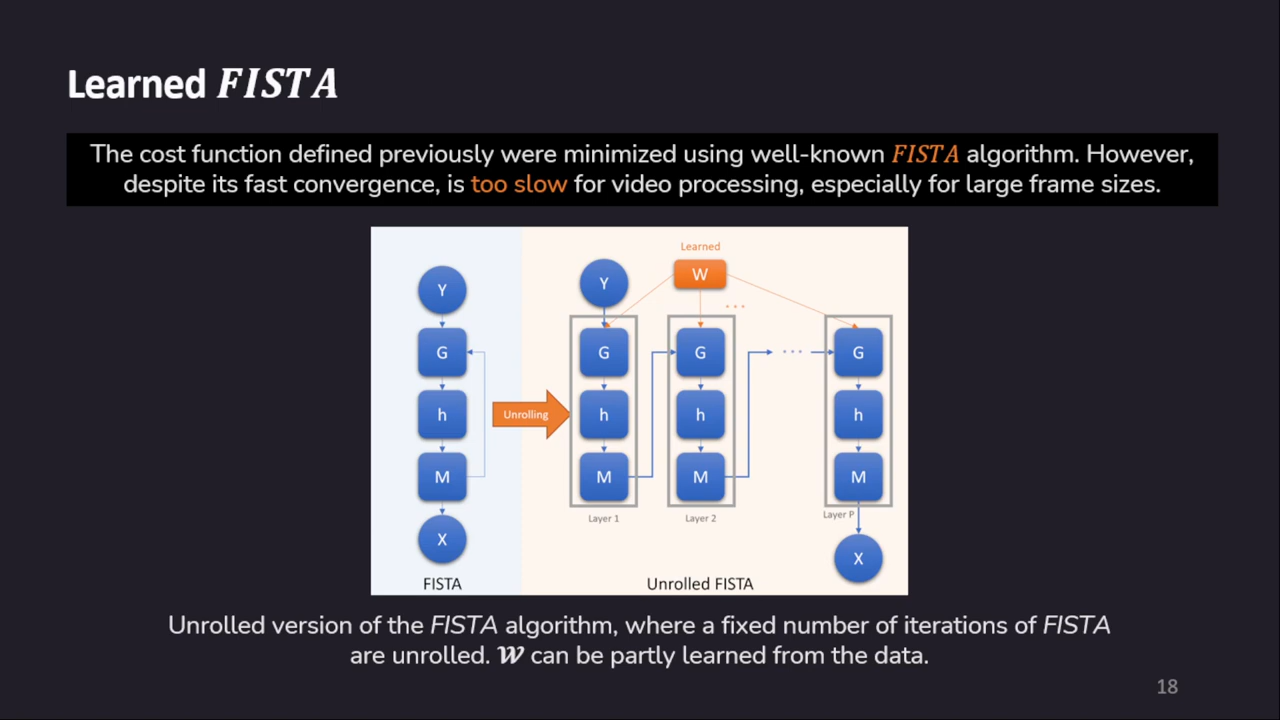 Learned FISTA
The cost function defined previously were minimized using well-known FISTA algorithm. However,
despite its fast convergence, is too slow for video processing, especially for large frame sizes.
Y
G
h
M
X
FISTA
Unrolling
Learned
W
Y
G
h
M
Layer 1
G
h
M
Layer 2
...
...
G
h
M
Layer P
X
Unrolled FISTA
Unrolled version of the FISTA algorithm, where a fixed number of iterations of FISTA
are unrolled. 𝓦 can be partly learned from the data.
18